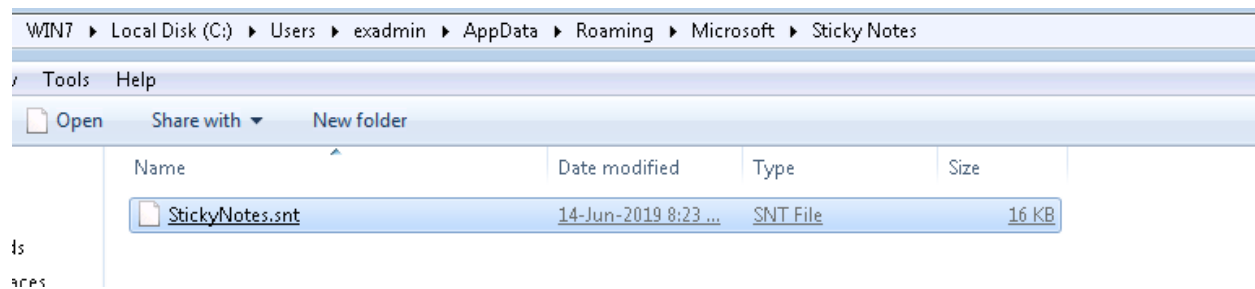 WIN7 ▸ Local Disk (C:) ▸ Users ▸ exadmin ▸ AppData ▸ Roaming ▸ Microsoft ▸ Sticky Notes
Tools Help
Open Share with ▾ New folder
Name Date modified Type Size
StickyNotes.snt 14-Jun-2019 8:23 ... SNT File 16 KB